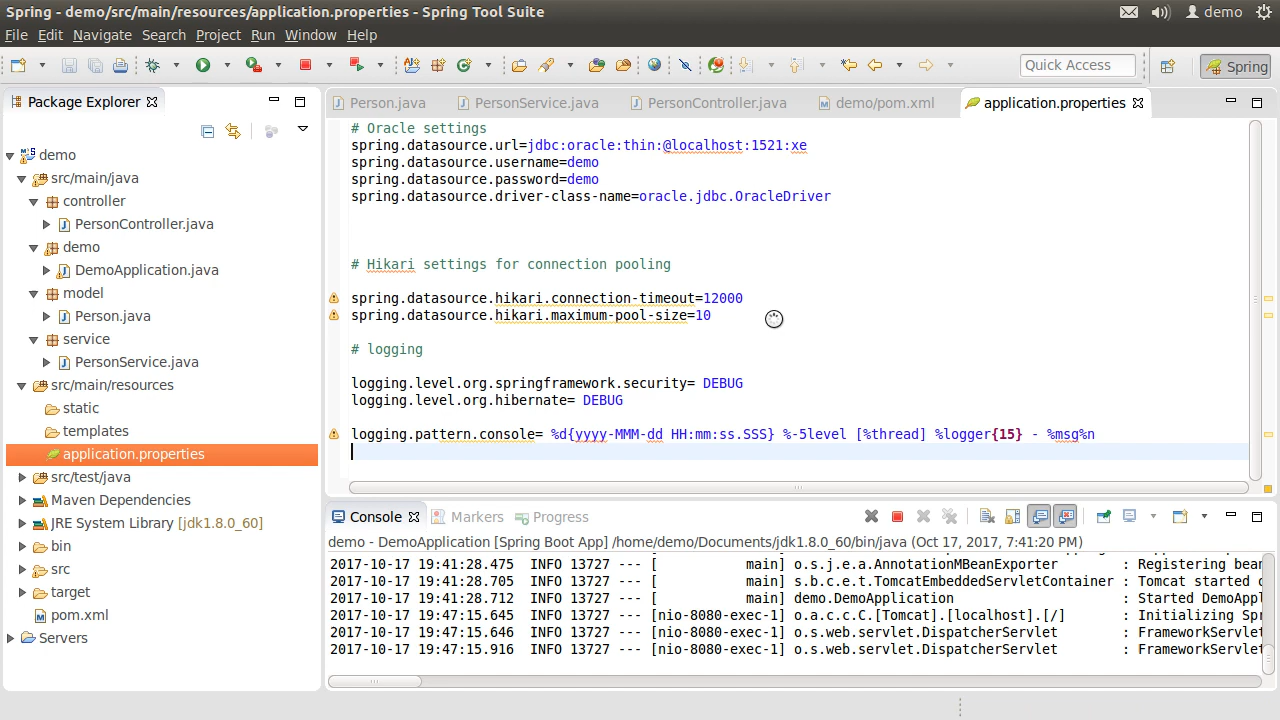 Spring - demo/src/main/resources/application.properties - Spring Tool Suite
demo
File Edit Navigate Search Project Run Window Help
Quick Access
Spring
Package Explorer
Person.java
PersonService.java
PersonController.java
demo/pom.xml
application.properties
demo
src/main/java
controller
PersonController.java
demo
DemoApplication.java
model
Person.java
service
PersonService.java
src/main/resources
static
templates
application.properties
src/test/java
Maven Dependencies
JRE System Library [jdk1.8.0_60]
bin
src
target
pom.xml
Servers
# Oracle settings
spring.datasource.url=jdbc:oracle:thin:@localhost:1521:xe
spring.datasource.username=demo
spring.datasource.password=demo
spring.datasource.driver-class-name=oracle.jdbc.OracleDriver
# Hikari settings for connection pooling
spring.datasource.hikari.connection-timeout=12000
spring.datasource.hikari.maximum-pool-size=10
# logging
logging.level.org.springframework.security= DEBUG
logging.level.org.hibernate= DEBUG
logging.pattern.console= %d{yyyy-MMM-dd HH:mm:ss.SSS} %-5level [%thread] %logger{15} - %msg%n
Console
Markers
Progress
demo - DemoApplication [Spring Boot App] /home/demo/Documents/jdk1.8.0_60/bin/java (Oct 17, 2017, 7:41:20 PM)
2017-10-17 19:41:28.475  INFO 13727 --- [           main] o.s.j.e.a.AnnotationMBeanExporter        : Registering bean
2017-10-17 19:41:28.705  INFO 13727 --- [           main] s.b.c.e.t.TomcatEmbeddedServletContainer : Tomcat started o
2017-10-17 19:41:28.712  INFO 13727 --- [           main] demo.DemoApplication                     : Started DemoAppl
2017-10-17 19:47:15.645  INFO 13727 --- [nio-8080-exec-1] o.a.c.c.C.[Tomcat].[localhost].[/]       : Initializing Spr
2017-10-17 19:47:15.646  INFO 13727 --- [nio-8080-exec-1] o.s.web.servlet.DispatcherServlet        : FrameworkServlet
2017-10-17 19:47:15.916  INFO 13727 --- [nio-8080-exec-1] o.s.web.servlet.DispatcherServlet        : FrameworkServlet